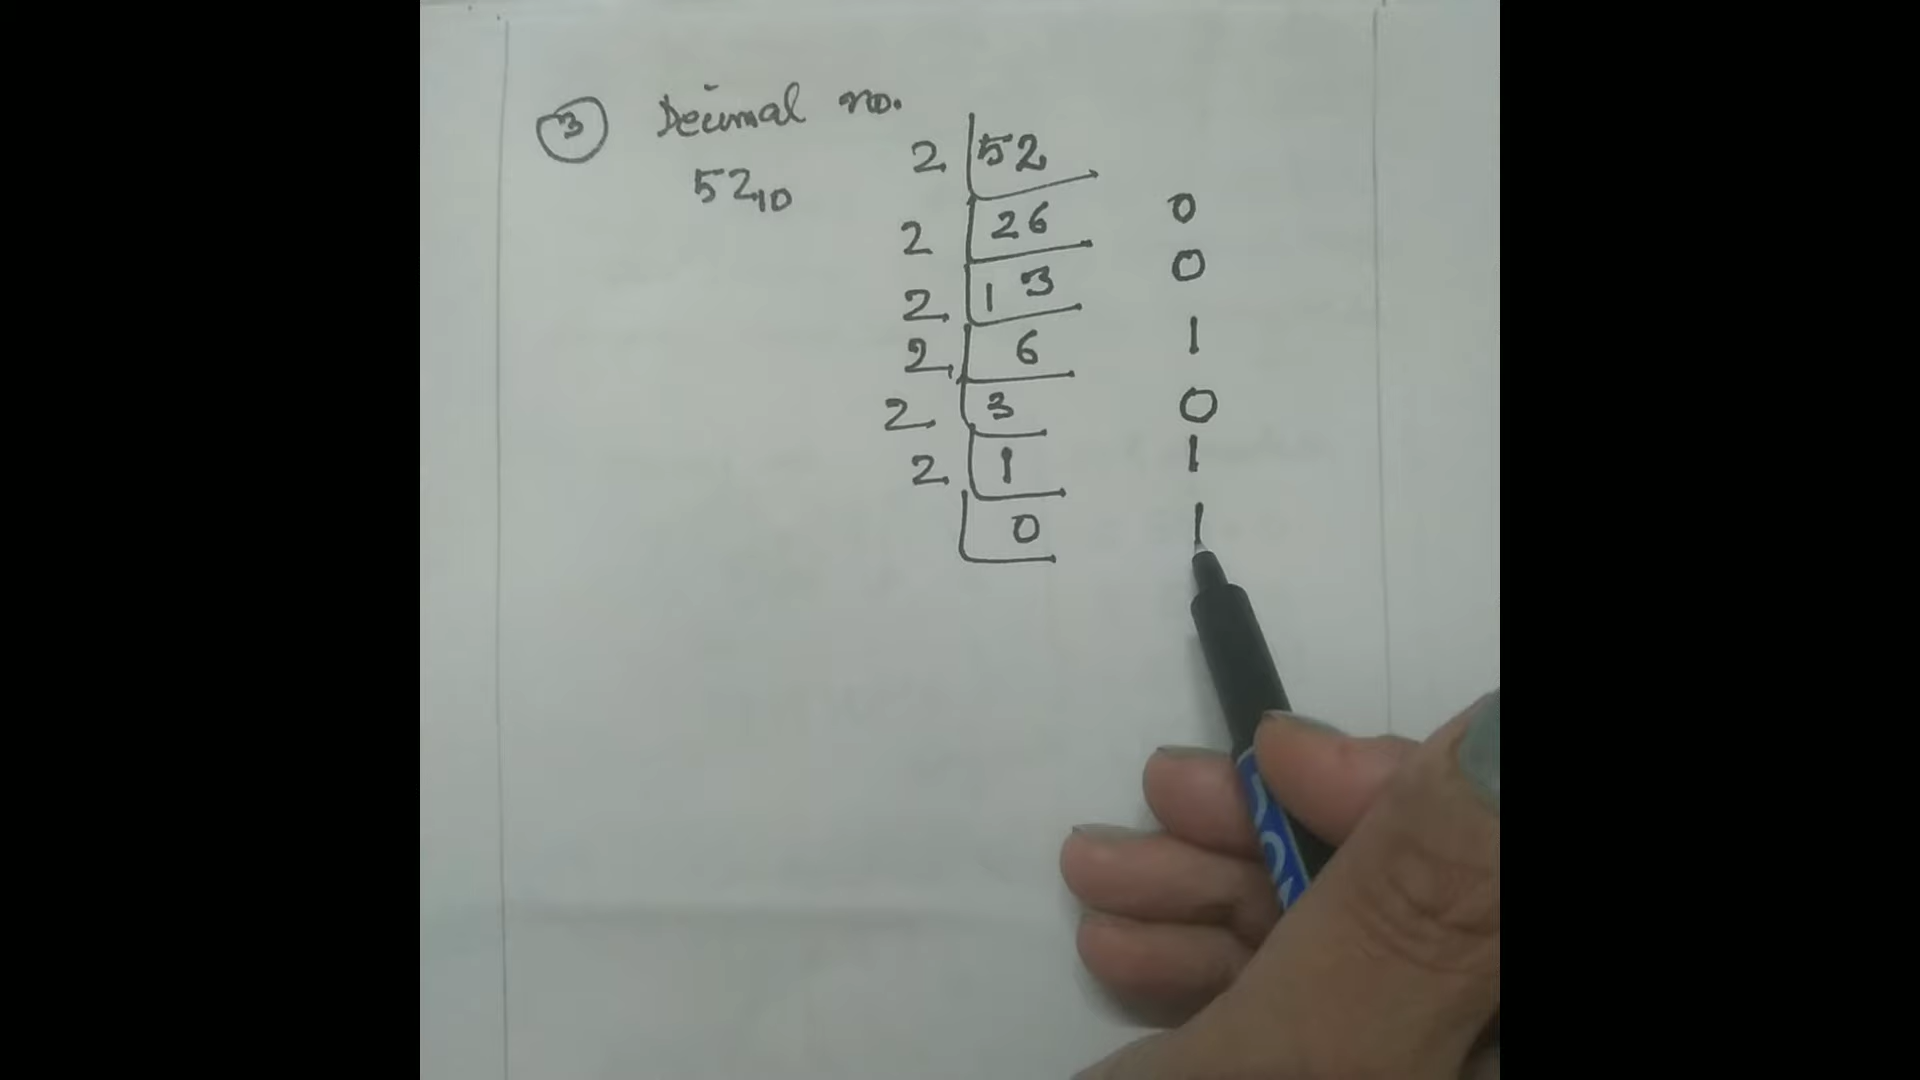 3 Decimal no.
52₁₀
2 52
2 26 0
2 13 0
2 6 1
2 3 0
2 1 1
0 1